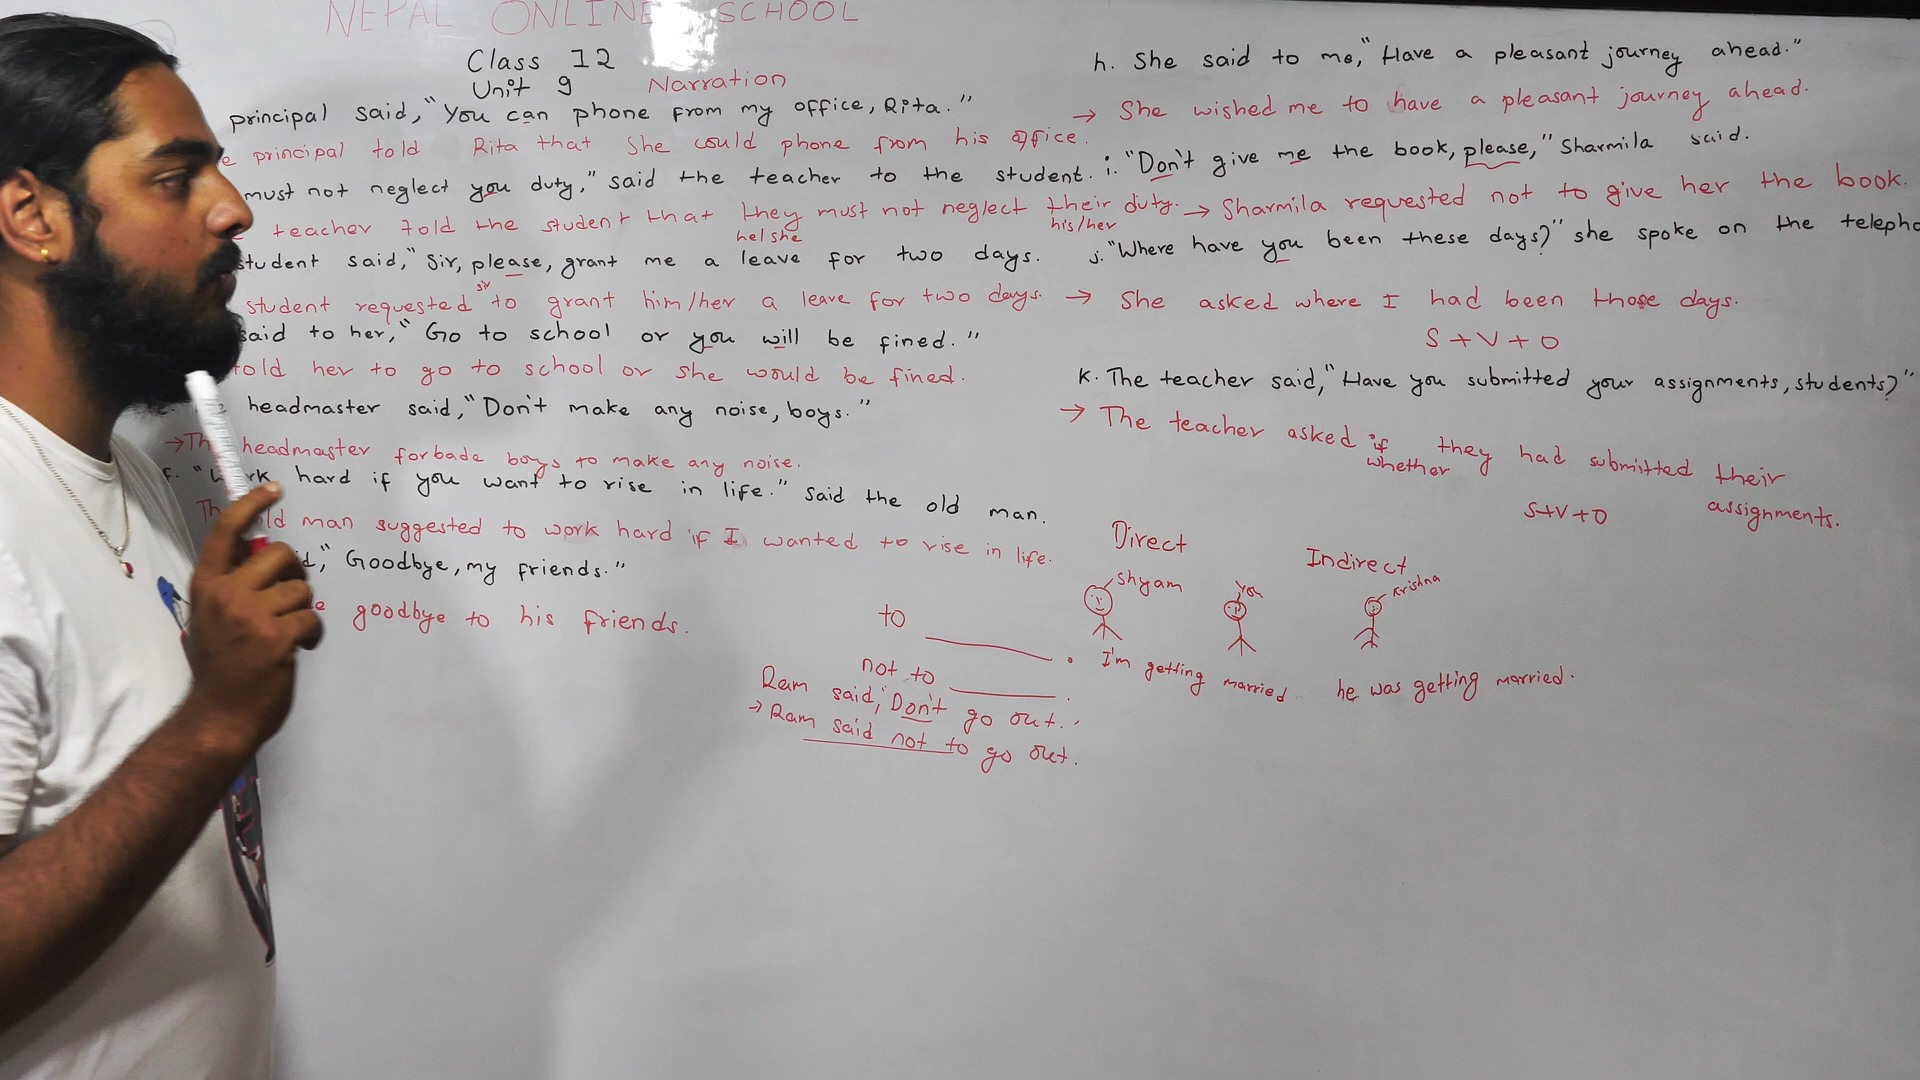 NEPAL ONLINE SCHOOL
Class 12
Unit 9 Narration
principal said, "You can phone from my office, Rita."
e principal told Rita that She could phone from his office.
must not neglect you duty," said the teacher to the student.
teacher told the student that they must not neglect their duty.
he/she his/her
student said," Sir, please, grant me a leave for two days.
student requested sir to grant him/her a leave for two days.
said to her, "Go to school or you will be fined."
told her to go to school or she would be fined.
headmaster said, "Don't make any noise, boys."
→ headmaster forbade boys to make any noise.
f. hard if you want to rise in life." said the old man.
man suggested to work hard if I wanted to rise in life.
"Goodbye, my friends."
goodbye to his friends.
to ______.
not to ______.
Ram said, "Don't go out.
→ Ram said not to go out.
h. She said to me, "Have a pleasant journey ahead."
→ She wished me to have a pleasant journey ahead.
i. "Don't give me the book, please," Sharmila said.
→ Sharmila requested not to give her the book.
j. "Where have you been these days?" she spoke on the telepho
→ She asked where I had been those days.
S + V + O
k. The teacher said, "Have you submitted your assignments, students?"
→ The teacher asked if they had submitted their
whether
assignments.
S+V+O
Direct Indirect
Shyam You Krishna
I'm getting married he was getting married.